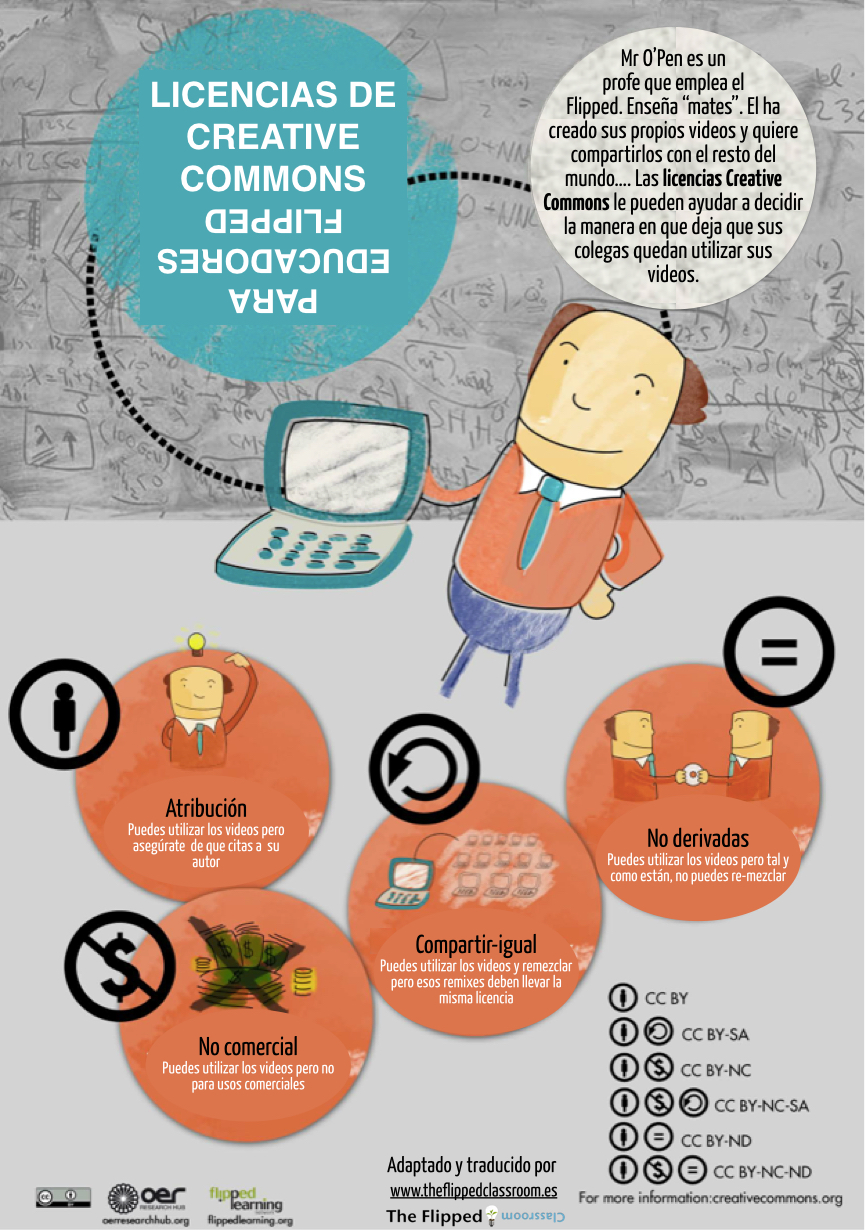 LICENCIAS DE
CREATIVE
COMMONS
FLIPPED
EDUCADORES
PARA
Mr O'Pen es un
profe que emplea el
Flipped. Enseña “mates”. El ha
creado sus propios videos y quiere
compartirlos con el resto del
mundo.... Las licencias Creative
Commons le pueden ayudar a decidir
la manera en que deja que sus
colegas quedan utilizar sus
videos.
Atribución
Puedes utilizar los videos pero
asegúrate de que citas a su
autor
No derivadas
Puedes utilizar los videos pero tal y
como están, no puedes re-mezclar
Compartir-igual
Puedes utilizar los videos y remezclar
pero esos remixes deben llevar la
misma licencia
No comercial
Puedes utilizar los videos pero no
para usos comerciales
CC BY
CC BY-SA
CC BY-NC
CC BY-NC-SA
CC BY-ND
CC BY-NC-ND
For more information:creativecommons.org
Adaptado y traducido por
www.theflippedclassroom.es
The Flipped Classroom
oer
RESEARCH HUB
oerresearchhub.org
flipped
learning
flippedlearning.org